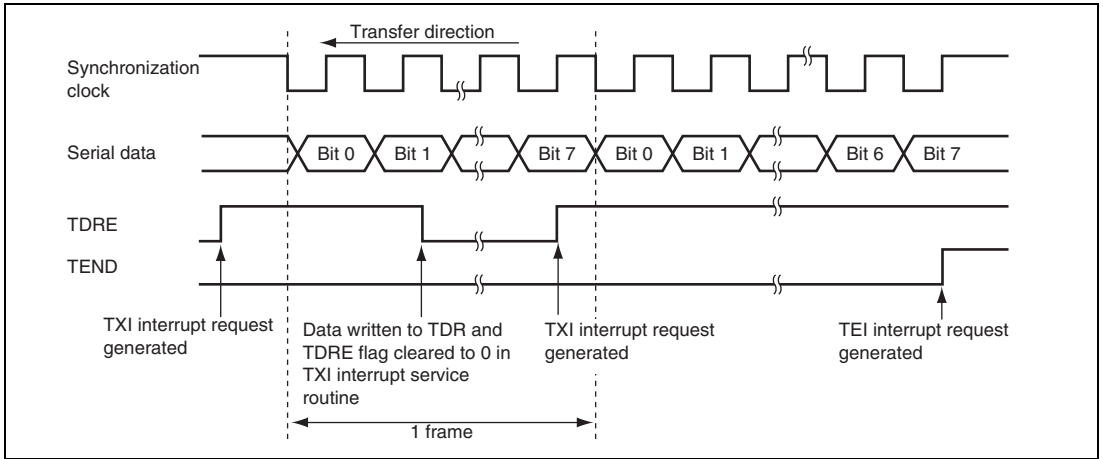 Transfer direction
Synchronization
clock
Serial data
Bit 0
Bit 1
Bit 7
Bit 0
Bit 1
Bit 6
Bit 7
TDRE
TEND
TXI interrupt request
generated
Data written to TDR and
TDRE flag cleared to 0 in
TXI interrupt service
routine
TXI interrupt request
generated
TEI interrupt request
generated
1 frame